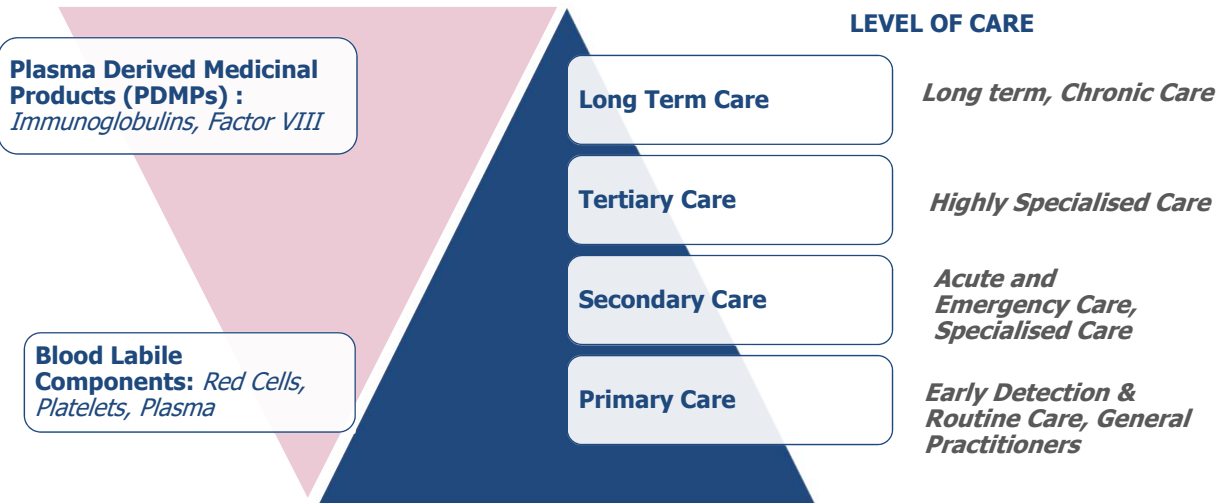 LEVEL OF CARE
Plasma Derived Medicinal
Products (PDMPs) :
Immunoglobulins, Factor VIII
Long Term Care
Long term, Chronic Care
Tertiary Care
Highly Specialised Care
Secondary Care
Acute and
Emergency Care,
Specialised Care
Blood Labile
Components: Red Cells,
Platelets, Plasma
Primary Care
Early Detection &
Routine Care, General
Practitioners